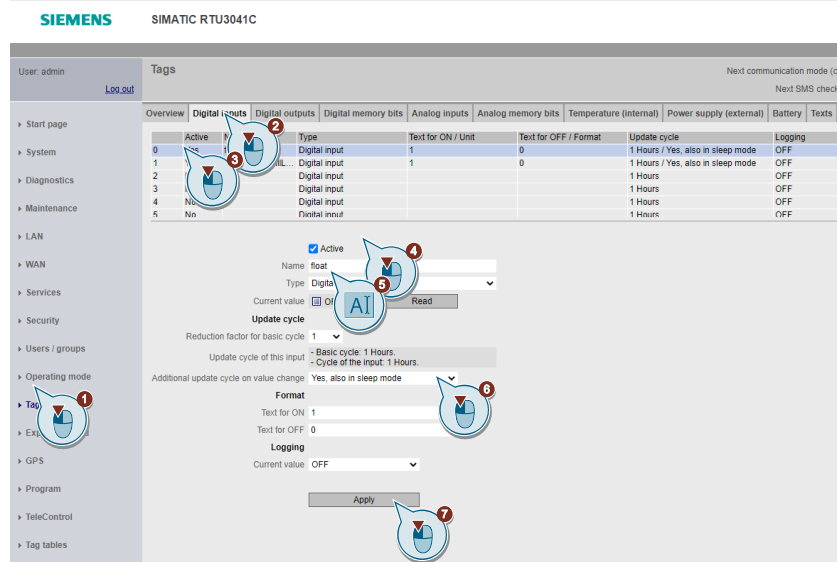 SIEMENS
SIMATIC RTU3041C
User: admin
Log out
Tags
Next communication mode (c
Next SMS check
Start page
System
Diagnostics
Maintenance
LAN
WAN
Services
Security
Users / groups
Operating mode
GPS
Program
TeleControl
Tag tables
Overview Digital inputs Digital outputs Digital memory bits Analog inputs Analog memory bits Temperature (internal) Power supply (external) Battery Texts
Active Type Text for ON / Unit Text for OFF / Format Update cycle Logging
0 Digital input 1 0 1 Hours / Yes, also in sleep mode OFF
1 Digital input 1 0 1 Hours / Yes, also in sleep mode OFF
2 Digital input 1 Hours OFF
3 Digital input 1 Hours OFF
4 No Digital input 1 Hours OFF
5 No Digital input 1 Hours OFF
Active
Name float
Type
Current value Read
Update cycle
Reduction factor for basic cycle 1
Update cycle of this input - Basic cycle: 1 Hours.
- Cycle of the input: 1 Hours.
Additional update cycle on value change Yes, also in sleep mode
Format
Text for ON 1
Text for OFF 0
Logging
Current value OFF
Apply
1
2
3
4
5
AI
6
7